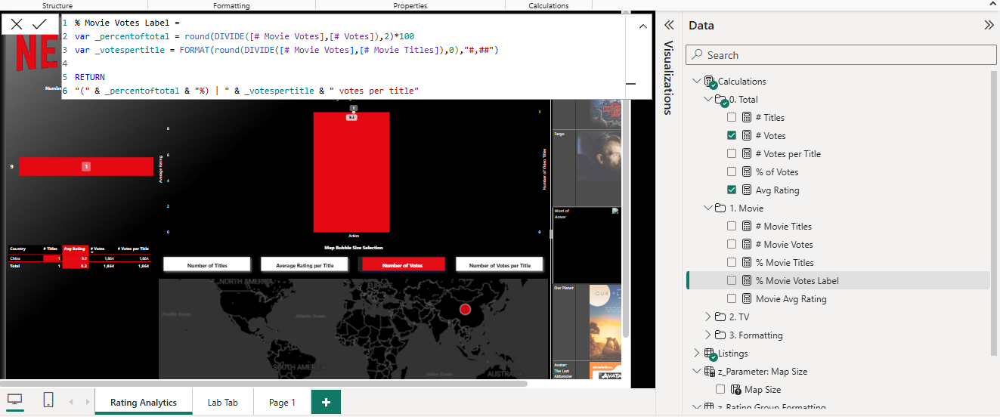 Structure
Formatting
Properties
Calculations
1 % Movie Votes Label =
2 var _percentoftotal = round(DIVIDE([# Movie Votes],[# Votes]),2)*100
3 var _votespertitle = FORMAT(round(DIVIDE([# Movie Votes],[# Movie Titles]),0),"#,##")
4
5 RETURN
6 "(" & _percentoftotal & "%) | " & _votespertitle & " votes per title"
NE
1
9.3
8
6
4
2
0
Average Rating
Action
1
0
Number of Video Titles
9
1
Country # Titles Avg Rating # Votes # Votes per Title
China 1 9.3 1,864 1,864
Total 1 9.3 1,864 1,864
Map Bubble Size Selection
Number of Titles
Average Rating per Title
Number of Votes
Number of Votes per Title
NORTH AMERICA
EUROPE
Pacific Ocean
Atlantic Ocean
SOUTH AMERICA
Indian Ocean
AUSTRALIA
Fargo
Word of
Honor
Our Planet
OUR
Avatar:
The Last
Airbender
nickelodeon
AVATAR
Rating Analytics
Lab Tab
Page 1
Visualizations
Data
Search
Calculations
0. Total
# Titles
# Votes
# Votes per Title
% of Votes
Avg Rating
1. Movie
# Movie Titles
# Movie Votes
% Movie Titles
% Movie Votes Label
Movie Avg Rating
2. TV
3. Formatting
Listings
z_Parameter: Map Size
Map Size
z_Rating Group Formatting